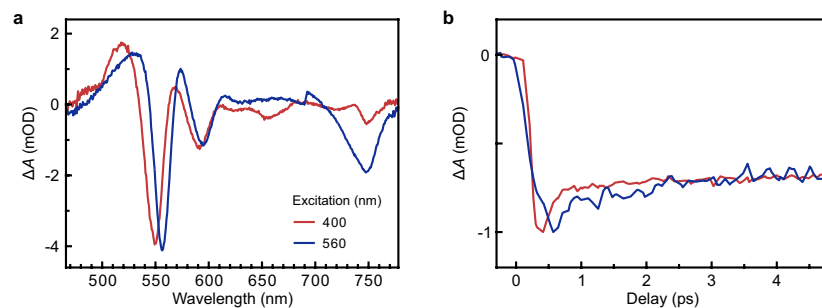 a
2
0
-2
-4
ΔA (mOD)
Excitation (nm)
400
560
500 550 600 650 700 750
Wavelength (nm)
b
0
-1
ΔA (mOD)
0 1 2 3 4
Delay (ps)